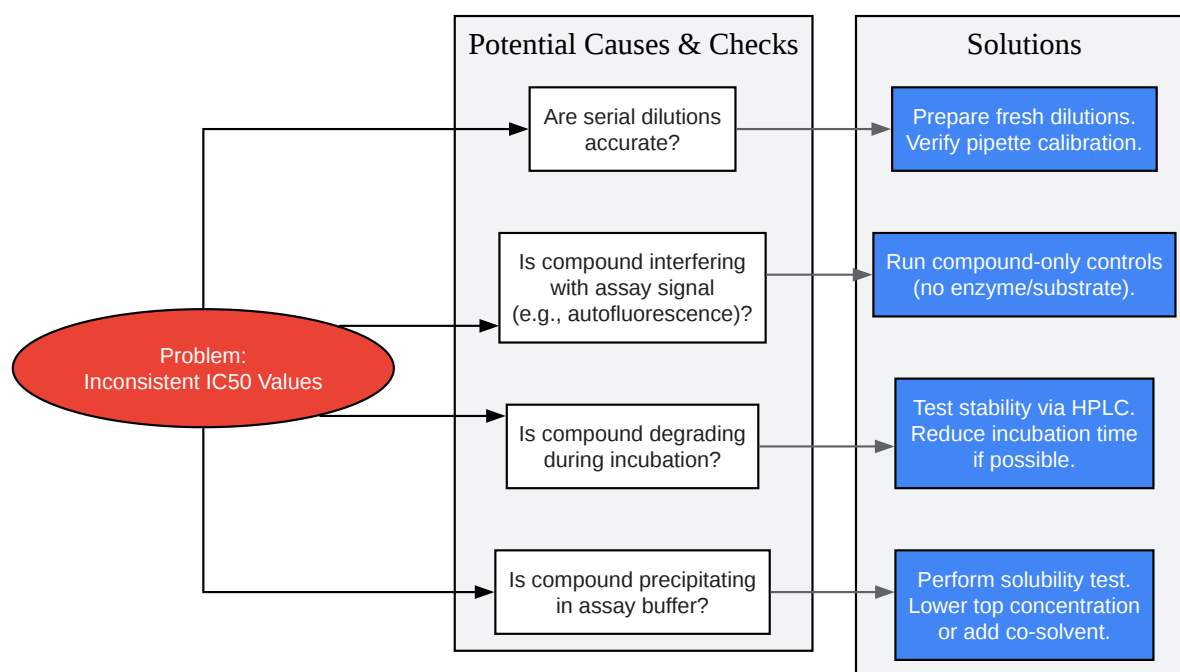 Potential Causes & Checks
Solutions
Are serial dilutions
accurate?
Prepare fresh dilutions.
Verify pipette calibration.
Is compound interfering
with assay signal
(e.g., autofluorescence)?
Run compound-only controls
(no enzyme/substrate).
Problem:
Inconsistent IC50 Values
Is compound degrading
during incubation?
Test stability via HPLC.
Reduce incubation time
if possible.
Is compound precipitating
in assay buffer?
Perform solubility test.
Lower top concentration
or add co-solvent.